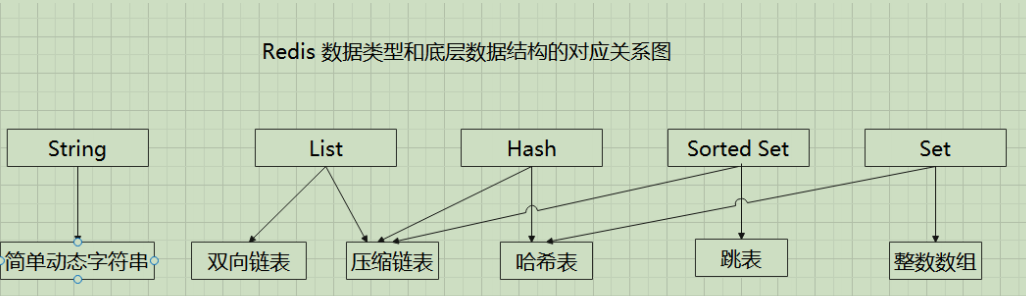 Redis 数据类型和底层数据结构的对应关系图
String
List
Hash
Sorted Set
Set
简单动态字符串
双向链表
压缩链表
哈希表
跳表
整数数组